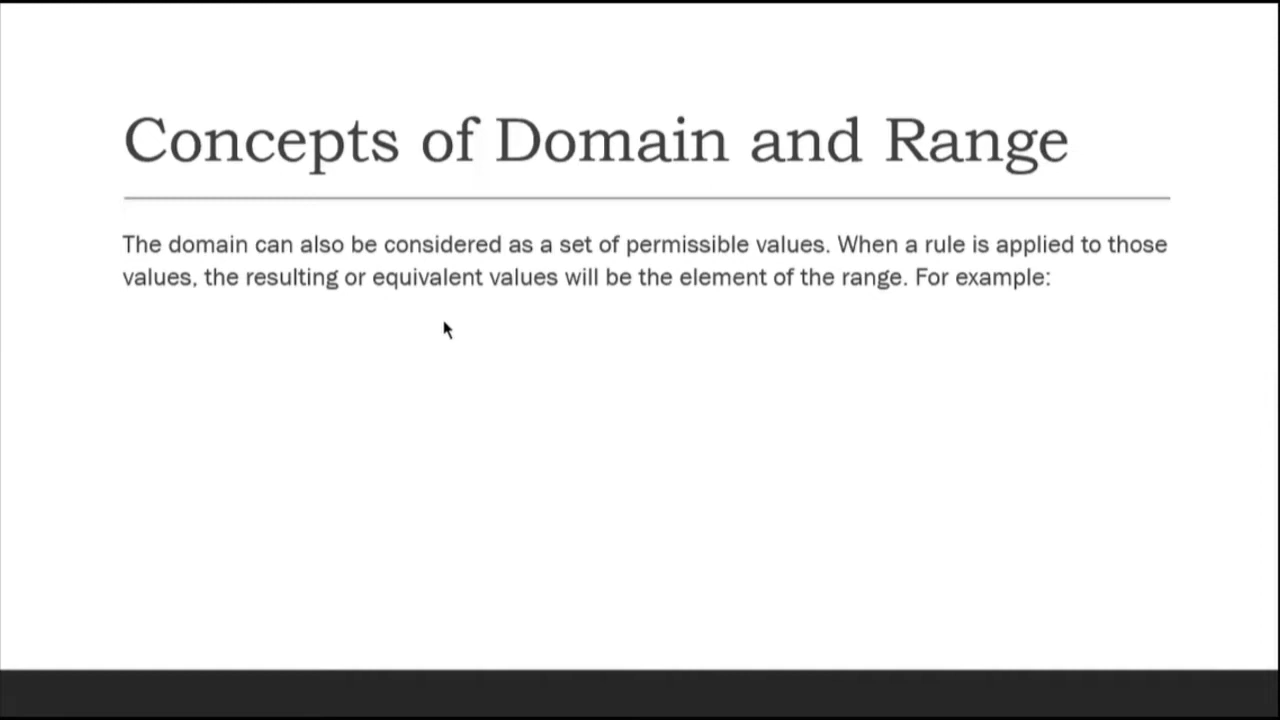 Concepts of Domain and Range
The domain can also be considered as a set of permissible values. When a rule is applied to those
values, the resulting or equivalent values will be the element of the range. For example: